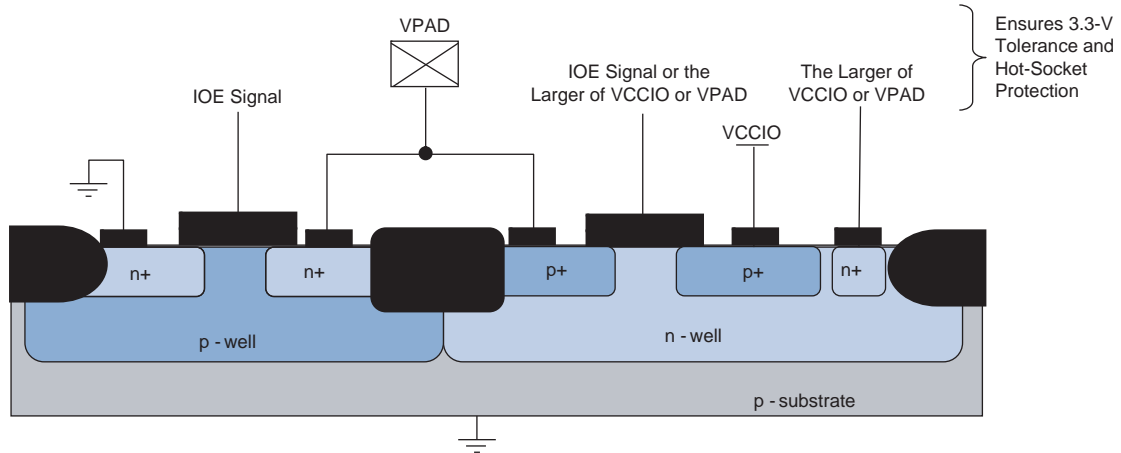 VPAD
IOE Signal
IOE Signal or the
Larger of VCCIO or VPAD
The Larger of
VCCIO or VPAD
Ensures 3.3-V
Tolerance and
Hot-Socket
Protection
VCCIO
n+
n+
p+
p+
n+
p - well
n - well
p - substrate